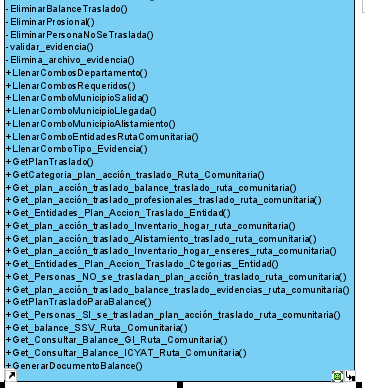 - EliminarBalanceTraslado()
- EliminarProsional()
- EliminarPersonaNoSeTraslada()
- validar_evidencia()
- Elimina_archivo_evidencia()
+ LlenarCombosDepartamento()
+ LlenarCombosRequeridos()
+ LlenarComboMunicipioSalida()
+ LlenarComboMunicipioLlegada()
+ LlenarComboMunicipioAlistamiento()
+ LlenarComboEntidadesRutaComunitaria()
+ LlenarComboTipo_Evidencia()
+ GetPlanTraslado()
+ GetCategoria_plan_acción_traslado_Ruta_Comunitaria()
+ Get_plan_acción_traslado_balance_traslado_ruta_comunitaria()
+ Get_plan_acción_traslado_profesionales_traslado_ruta_comunitaria()
+ Get_Entidades_Plan_Accion_Traslado_Entidad()
+ Get_plan_acción_traslado_Inventario_hogar_ruta_comunitaria()
+ Get_plan_acción_traslado_Alistamiento_traslado_ruta_comunitaria()
+ Get_plan_acción_traslado_Inventario_hogar_enseres_ruta_comunitaria()
+ Get_Entidades_Plan_Accion_Traslado_Ctegorias_Entidad()
+ Get_Personas_NO_se_trasladan_plan_acción_traslado_ruta_comunitaria()
+ Get_plan_acción_traslado_balance_traslado_evidencias_ruta_comunitaria()
+ GetPlanTrasladoParaBalance()
+ Get_Personas_SI_se_trasladan_plan_acción_traslado_ruta_comunitaria()
+ Get_balance_SSV_Ruta_Comunitaria()
+ Get_Consultar_Balance_GI_Ruta_Comunitaria()
+ Get_Consultar_Balance_ICYAT_Ruta_Comunitaria()
+ GenerarDocumentoBalance()